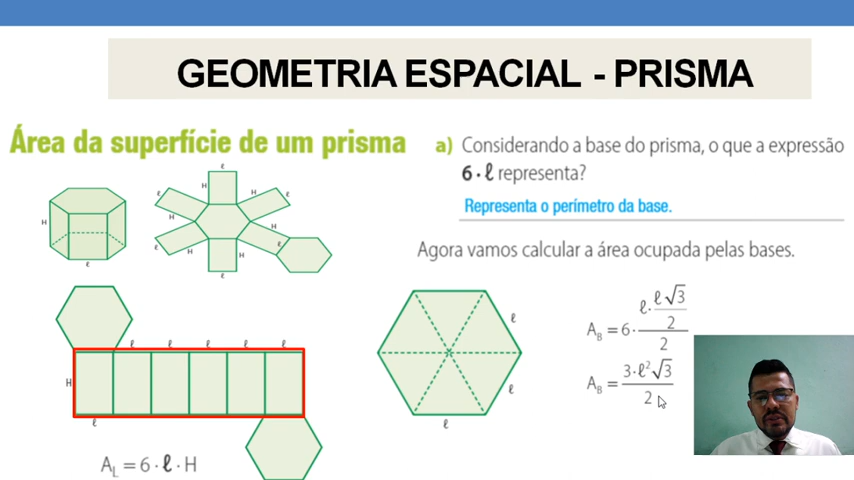 GEOMETRIA ESPACIAL - PRISMA
Área da superfície de um prisma
a) Considerando a base do prisma, o que a expressão
6 · ℓ representa?
Representa o perímetro da base.
Agora vamos calcular a área ocupada pelas bases.
H
ℓ
ℓ
H
H
ℓ
ℓ
H
H
ℓ
ℓ
H
H
ℓ
ℓ ℓ ℓ ℓ ℓ
H
ℓ
A_L = 6 · ℓ · H
ℓ
ℓ
ℓ
A_B = 6 · (ℓ · (ℓ√3)/2)/2
A_B = (3 · ℓ²√3)/2